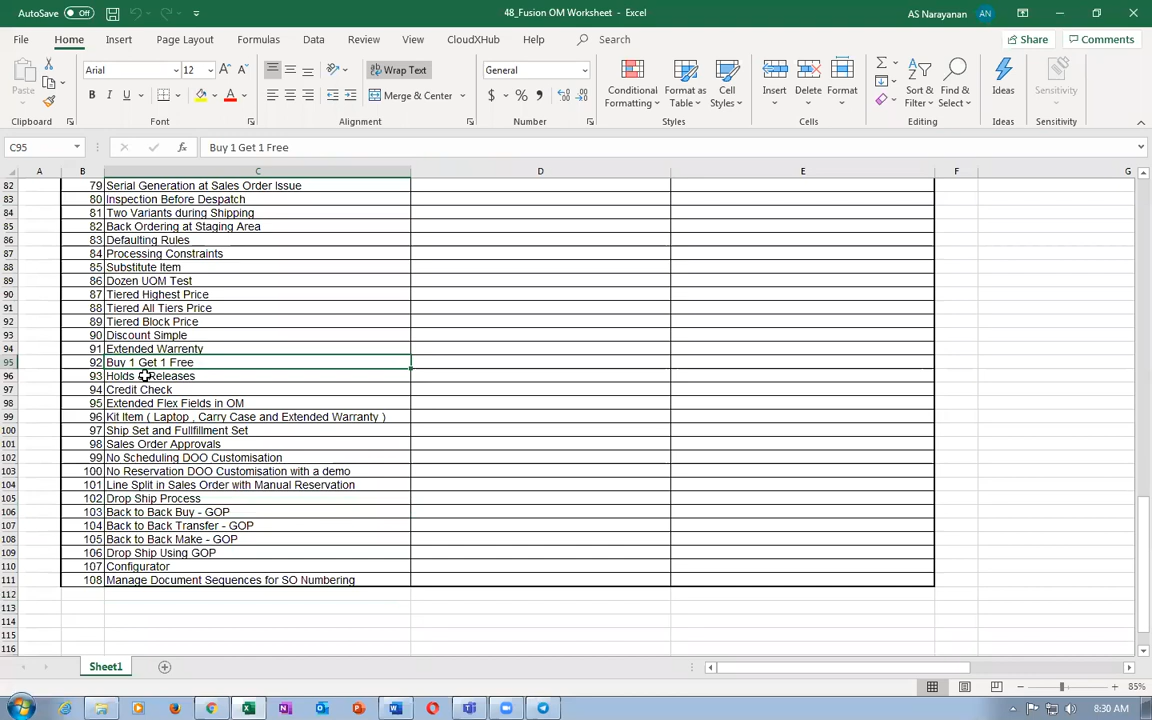 AutoSave Off
48_Fusion OM Worksheet - Excel
AS Narayanan AN
File Home Insert Page Layout Formulas Data Review View CloudXHub Help Search Share Comments
Paste
Arial 12
B I U
Wrap Text
Merge & Center
General
$ % 9
Conditional Formatting
Format as Table
Cell Styles
Insert
Delete
Format
Sort & Filter
Find & Select
Ideas
Sensitivity
Clipboard Font Alignment Number Styles Cells Editing Ideas Sensitivity
C95 fx Buy 1 Get 1 Free
A B C D E F G
82 79 Serial Generation at Sales Order Issue
83 80 Inspection Before Despatch
84 81 Two Variants during Shipping
85 82 Back Ordering at Staging Area
86 83 Defaulting Rules
87 84 Processing Constraints
88 85 Substitute Item
89 86 Dozen UOM Test
90 87 Tiered Highest Price
91 88 Tiered All Tiers Price
92 89 Tiered Block Price
93 90 Discount Simple
94 91 Extended Warrenty
95 92 Buy 1 Get 1 Free
96 93 Holds Releases
97 94 Credit Check
98 95 Extended Flex Fields in OM
99 96 Kit Item ( Laptop , Carry Case and Extended Warranty )
100 97 Ship Set and Fullfillment Set
101 98 Sales Order Approvals
102 99 No Scheduling DOO Customisation
103 100 No Reservation DOO Customisation with a demo
104 101 Line Split in Sales Order with Manual Reservation
105 102 Drop Ship Process
106 103 Back to Back Buy - GOP
107 104 Back to Back Transfer - GOP
108 105 Back to Back Make - GOP
109 106 Drop Ship Using GOP
110 107 Configurator
111 108 Manage Document Sequences for SO Numbering
112
113
114
115
116
Sheet1
85%
8:30 AM